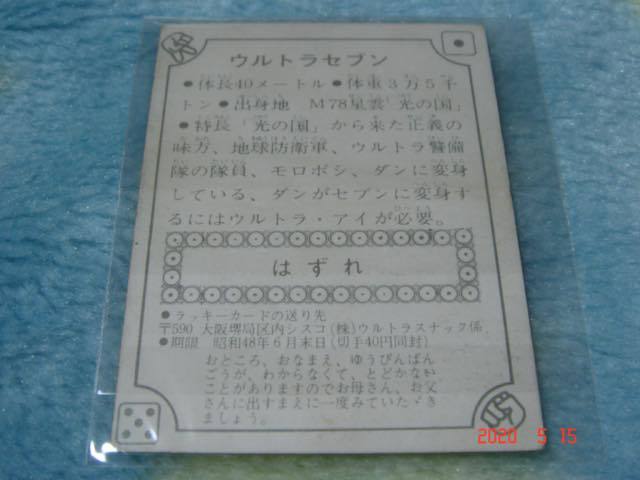 ウルトラセブン
●体長40メートル●体重3万5千
トン●出身地 M78星雲「光の国」
●特長「光の国」から来た正義の
味方、地球防衛軍、ウルトラ警備
隊の隊員、モロボシ、ダンに変身
している、ダンがセブンに変身す
るにはウルトラ・アイが必要。
はずれ
●ラッキーカードの送り先
〒590 大阪堺局区内シスコ(株)ウルトラスナック係
●期限 昭和48年6月末日(切手40円同封)
おところ、おなまえ、ゆうびんばん
ごうが、わからなくて、とどかない
ことがありますのでお母さん、お父
さんに出すまえに一度みていたゞき
ましょう。
2020 5 15